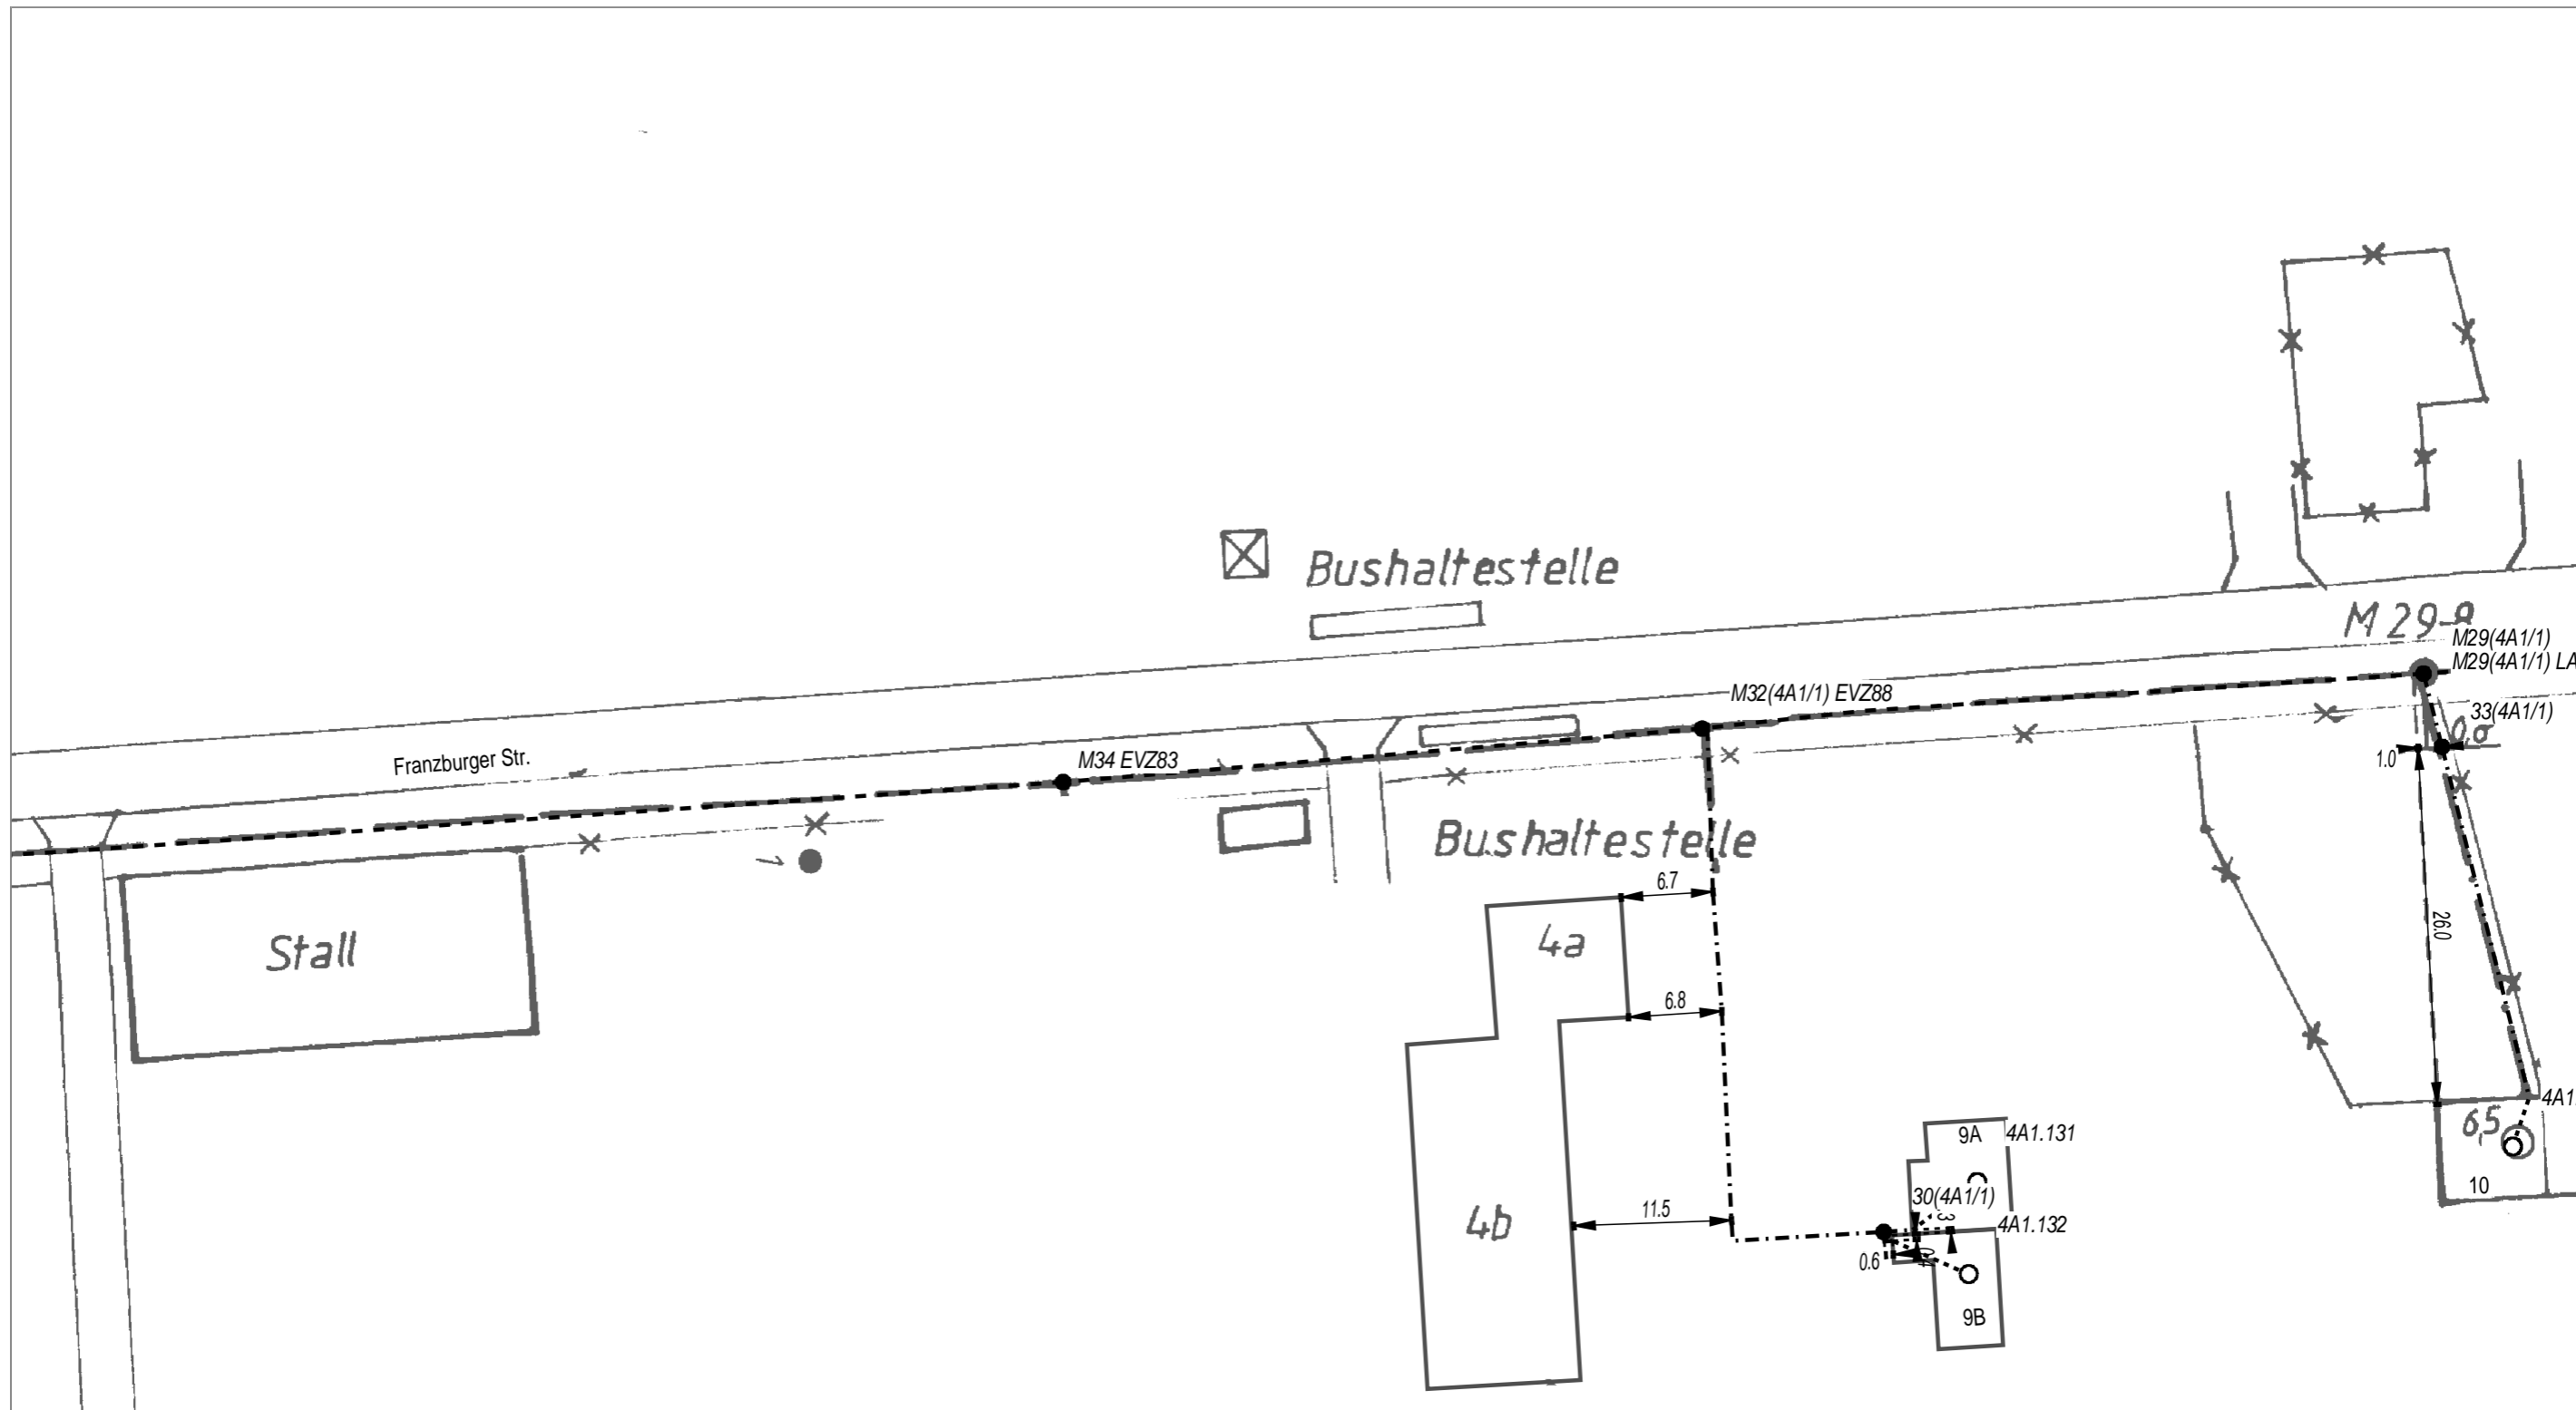 Bushaltestelle
M 29
M29(4A1/1)
M29(4A1/1) LA
M32(4A1/1) EVZ88
33(4A1/1)
Franzburger Str.
M34 EVZ83
1.0
Bushaltestelle
6.7
26.0
Stall
4a
6.8
4A1.
6,5
9A
4A1.131
10
30(4A1/1)
11.5
4b
4A1.132
0.6
9B